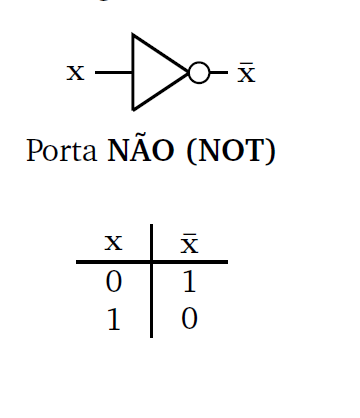 x x̄
Porta NÃO (NOT)
x x̄
0 1
1 0